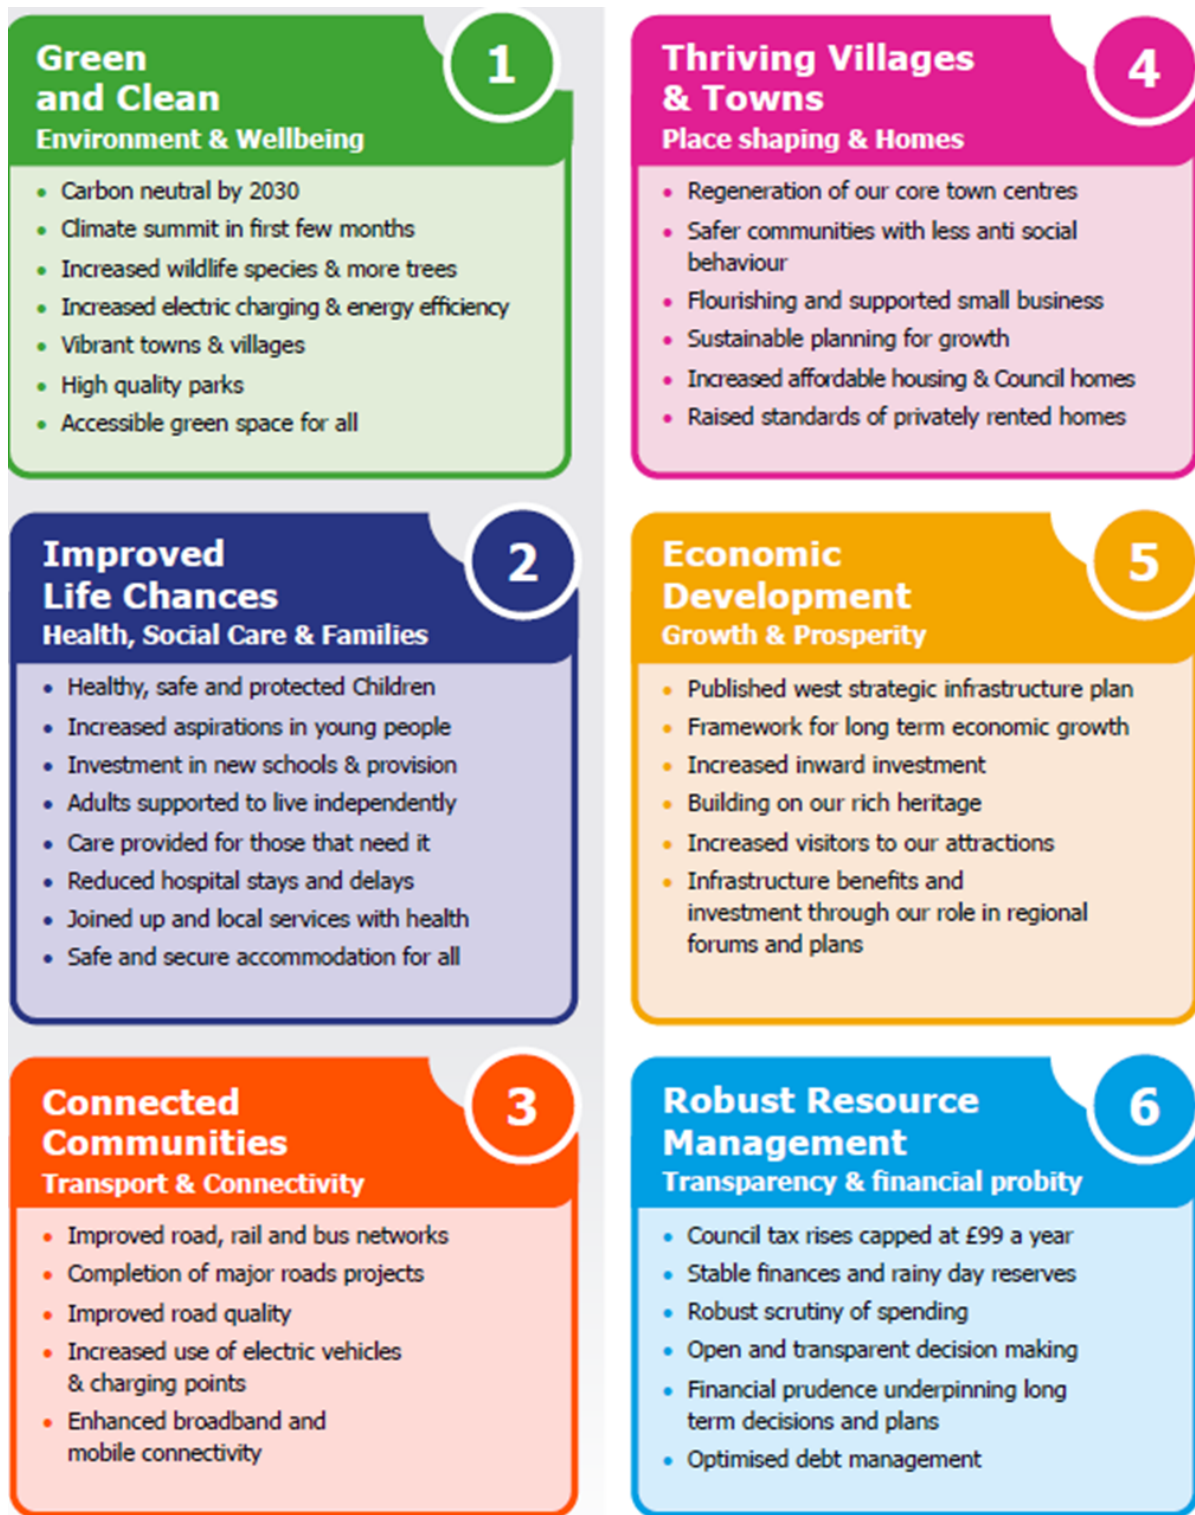 1
Green
and Clean
Environment & Wellbeing
• Carbon neutral by 2030
• Climate summit in first few months
• Increased wildlife species & more trees
• Increased electric charging & energy efficiency
• Vibrant towns & villages
• High quality parks
• Accessible green space for all
2
Improved
Life Chances
Health, Social Care & Families
• Healthy, safe and protected Children
• Increased aspirations in young people
• Investment in new schools & provision
• Adults supported to live independently
• Care provided for those that need it
• Reduced hospital stays and delays
• Joined up and local services with health
• Safe and secure accommodation for all
3
Connected
Communities
Transport & Connectivity
• Improved road, rail and bus networks
• Completion of major roads projects
• Improved road quality
• Increased use of electric vehicles
& charging points
• Enhanced broadband and
mobile connectivity
4
Thriving Villages
& Towns
Place shaping & Homes
• Regeneration of our core town centres
• Safer communities with less anti social
behaviour
• Flourishing and supported small business
• Sustainable planning for growth
• Increased affordable housing & Council homes
• Raised standards of privately rented homes
5
Economic
Development
Growth & Prosperity
• Published west strategic infrastructure plan
• Framework for long term economic growth
• Increased inward investment
• Building on our rich heritage
• Increased visitors to our attractions
• Infrastructure benefits and
investment through our role in regional
forums and plans
6
Robust Resource
Management
Transparency & financial probity
• Council tax rises capped at £99 a year
• Stable finances and rainy day reserves
• Robust scrutiny of spending
• Open and transparent decision making
• Financial prudence underpinning long
term decisions and plans
• Optimised debt management